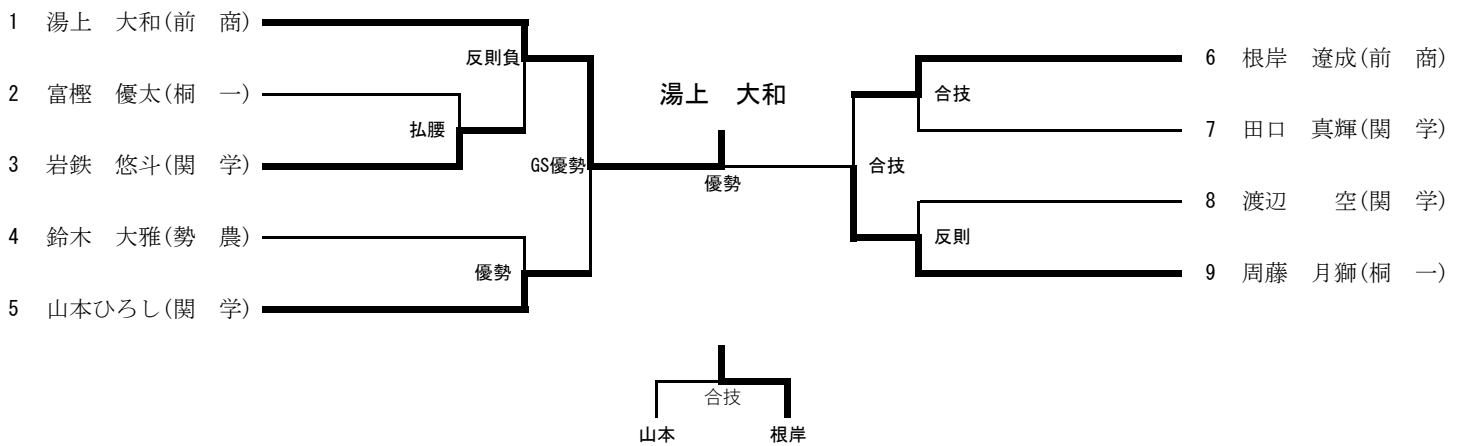 1 湯上　大和(前　商)
反則負
2 富樫　優太(桐　一)
払腰
3 岩鉄　悠斗(関　学)
GS優勢
4 鈴木　大雅(勢　農)
優勢
5 山本ひろし(関　学)
湯上　大和
優勢
6 根岸　遼成(前　商)
合技
7 田口　真輝(関　学)
合技
8 渡辺　　空(関　学)
反則
9 周藤　月獅(桐　一)
合技
山本　根岸